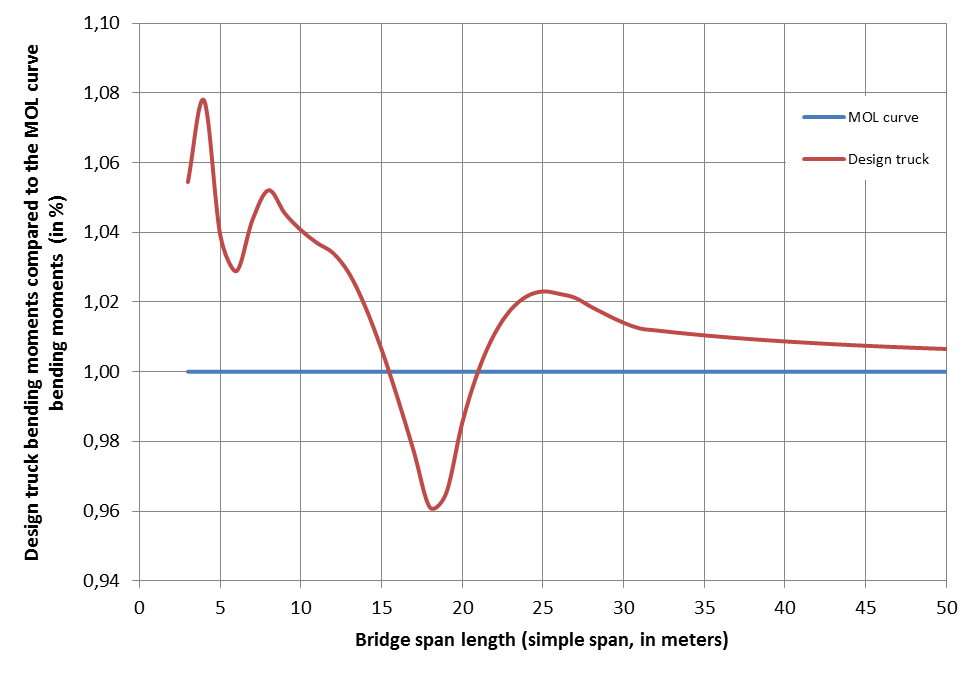 Design truck bending moments compared to the MOL curve
bending moments (in %)
1,10
1,08
1,06
1,04
1,02
1,00
0,98
0,96
0,94
MOL curve
Design truck
0 5 10 15 20 25 30 35 40 45 50
Bridge span length (simple span, in meters)